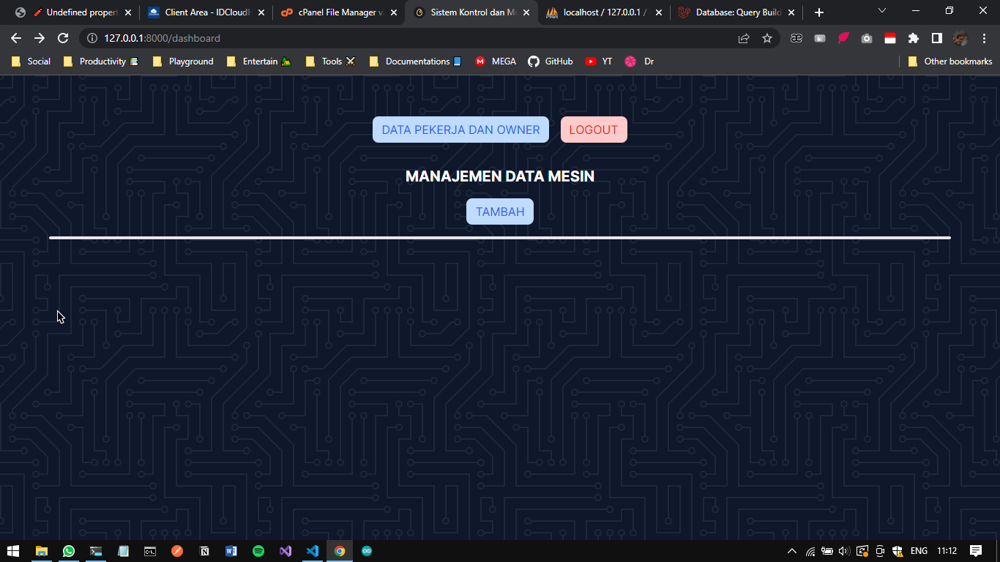 Undefined propert
Client Area - IDCloudH
cPanel File Manager v
Sistem Kontrol dan Mo
localhost / 127.0.0.1 /
Database: Query Build
127.0.0.1:8000/dashboard
Social
Productivity
Playground
Entertain
Tools
Documentations
MEGA
GitHub
YT
Dr
Other bookmarks
DATA PEKERJA DAN OWNER
LOGOUT
MANAJEMEN DATA MESIN
TAMBAH
ENG
11:12